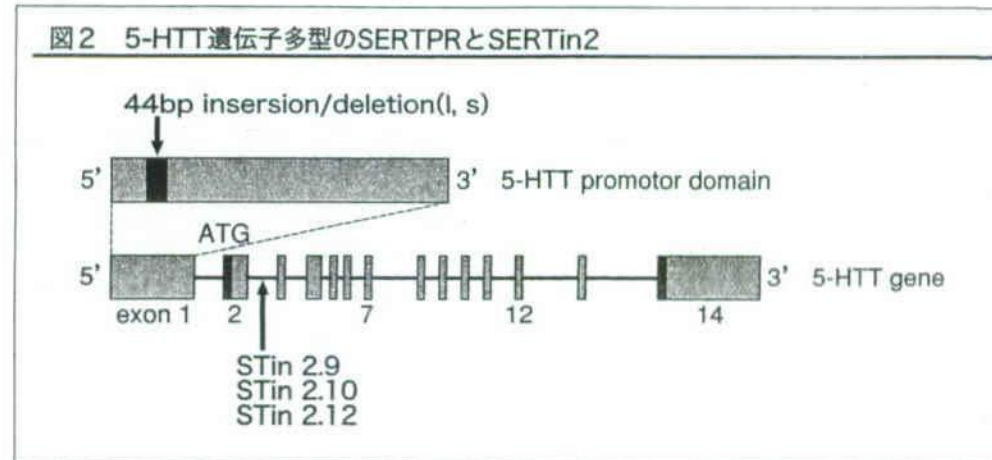 図2 5-HTT遺伝子多型のSERTPRとSERTin2
44bp insersion/deletion(l, s)
5' 3' 5-HTT promotor domain
ATG
5' 3' 5-HTT gene
exon 1 2 7 12 14
STin 2.9
STin 2.10
STin 2.12